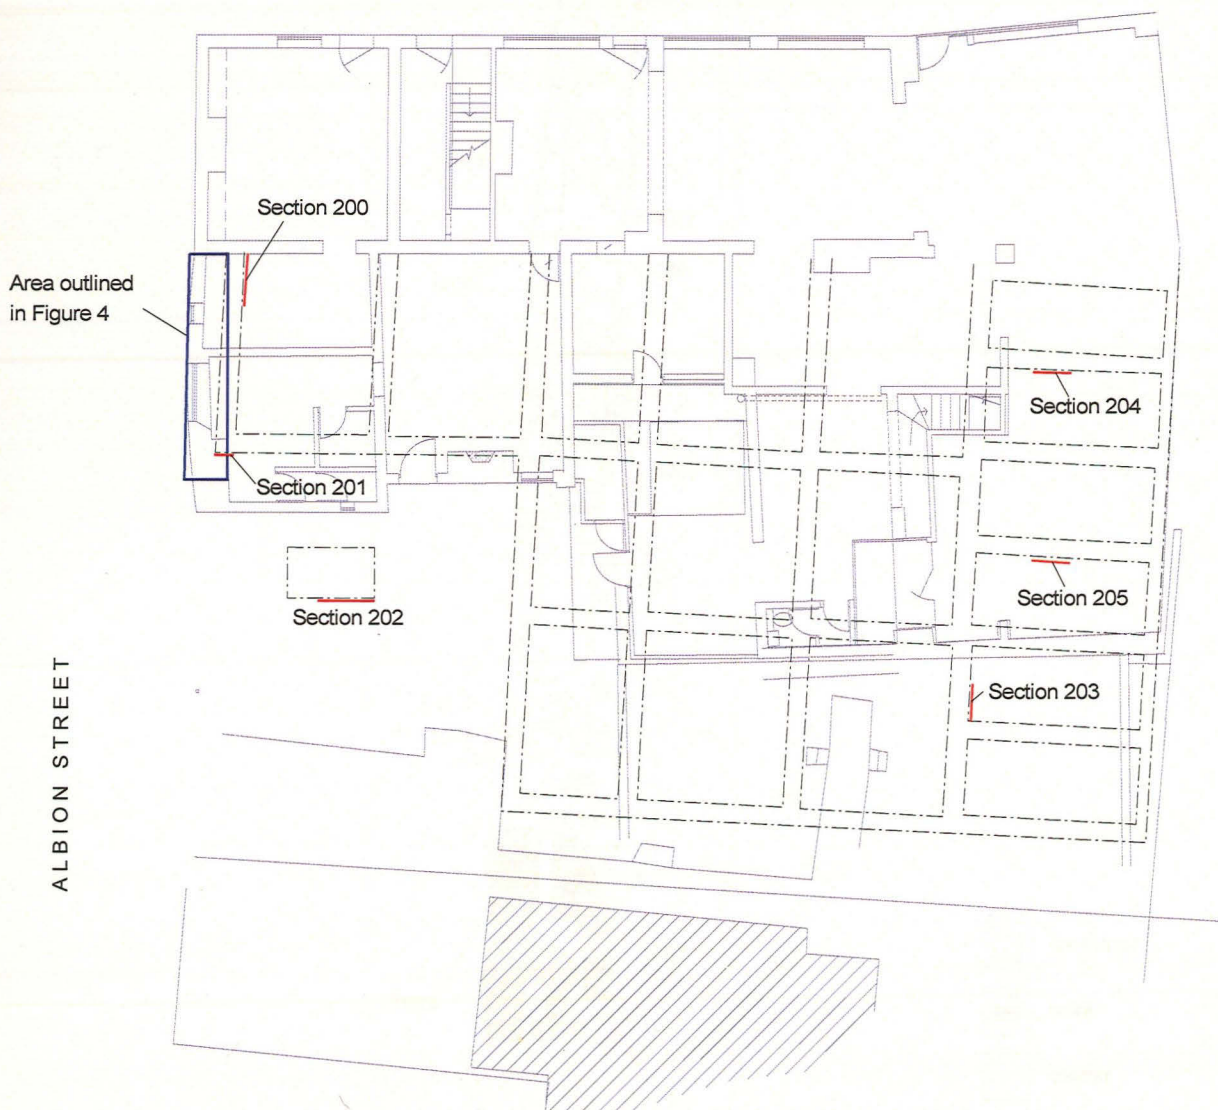 Section 200
Area outlined
in Figure 4
Section 204
Section 201
Section 205
Section 202
Section 203
ALBION STREET